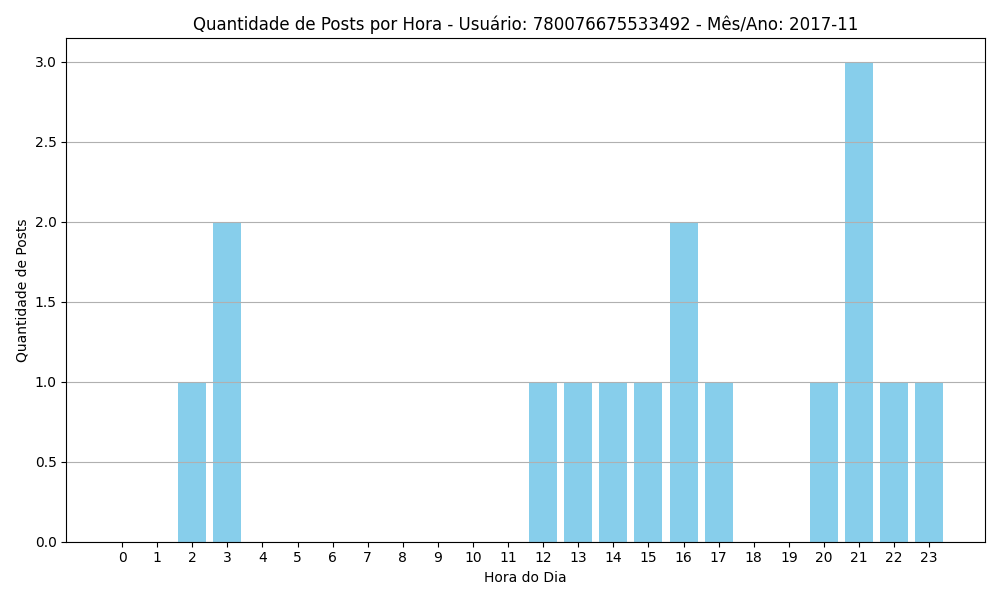 Quantidade de Posts por Hora - Usuário: 780076675533492 - Mês/Ano: 2017-11
Quantidade de Posts
3.0
2.5
2.0
1.5
1.0
0.5
0.0
0 1 2 3 4 5 6 7 8 9 10 11 12 13 14 15 16 17 18 19 20 21 22 23
Hora do Dia